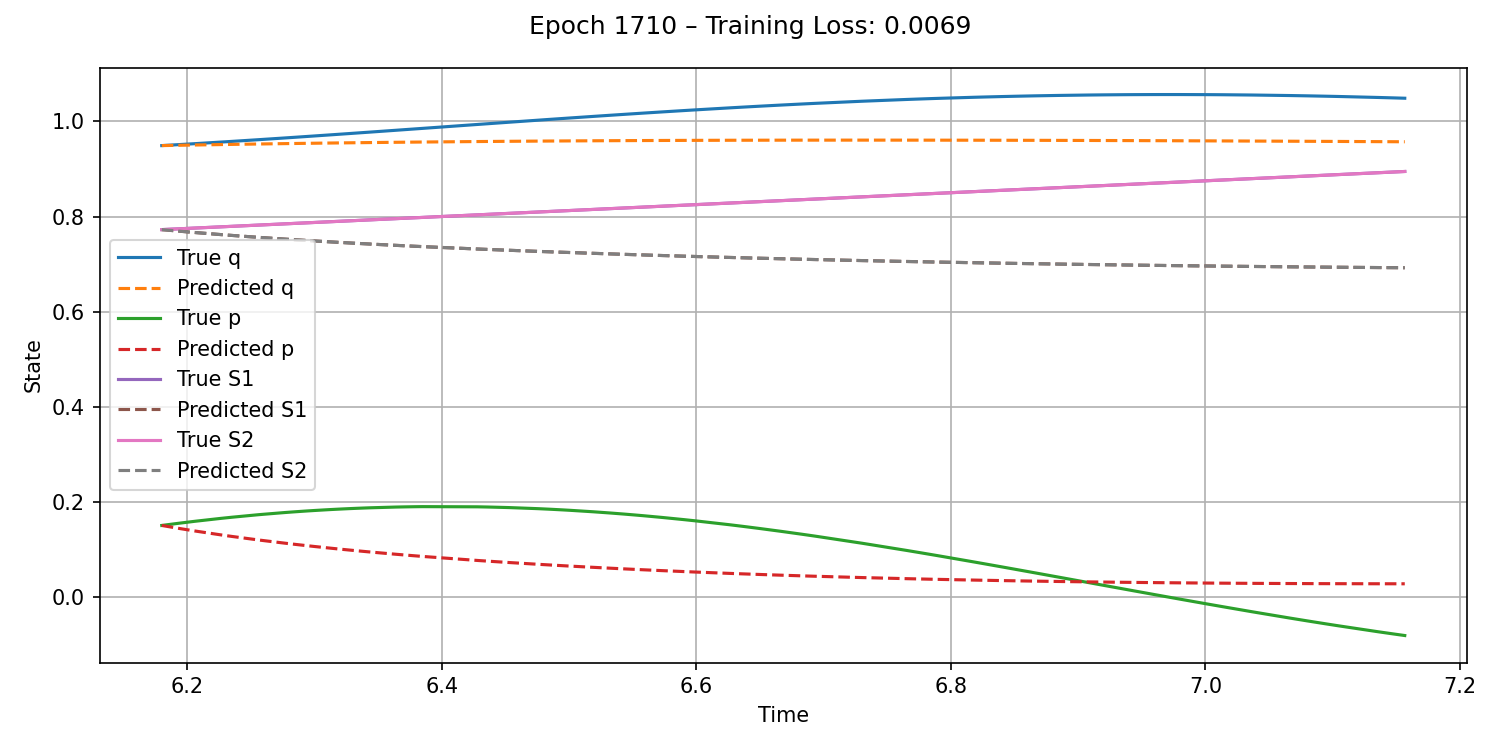 Epoch 1710 – Training Loss: 0.0069
1.0
0.8
0.6
0.4
0.2
0.0
State
True q
Predicted q
True p
Predicted p
True S1
Predicted S1
True S2
Predicted S2
6.2 6.4 6.6 6.8 7.0 7.2
Time